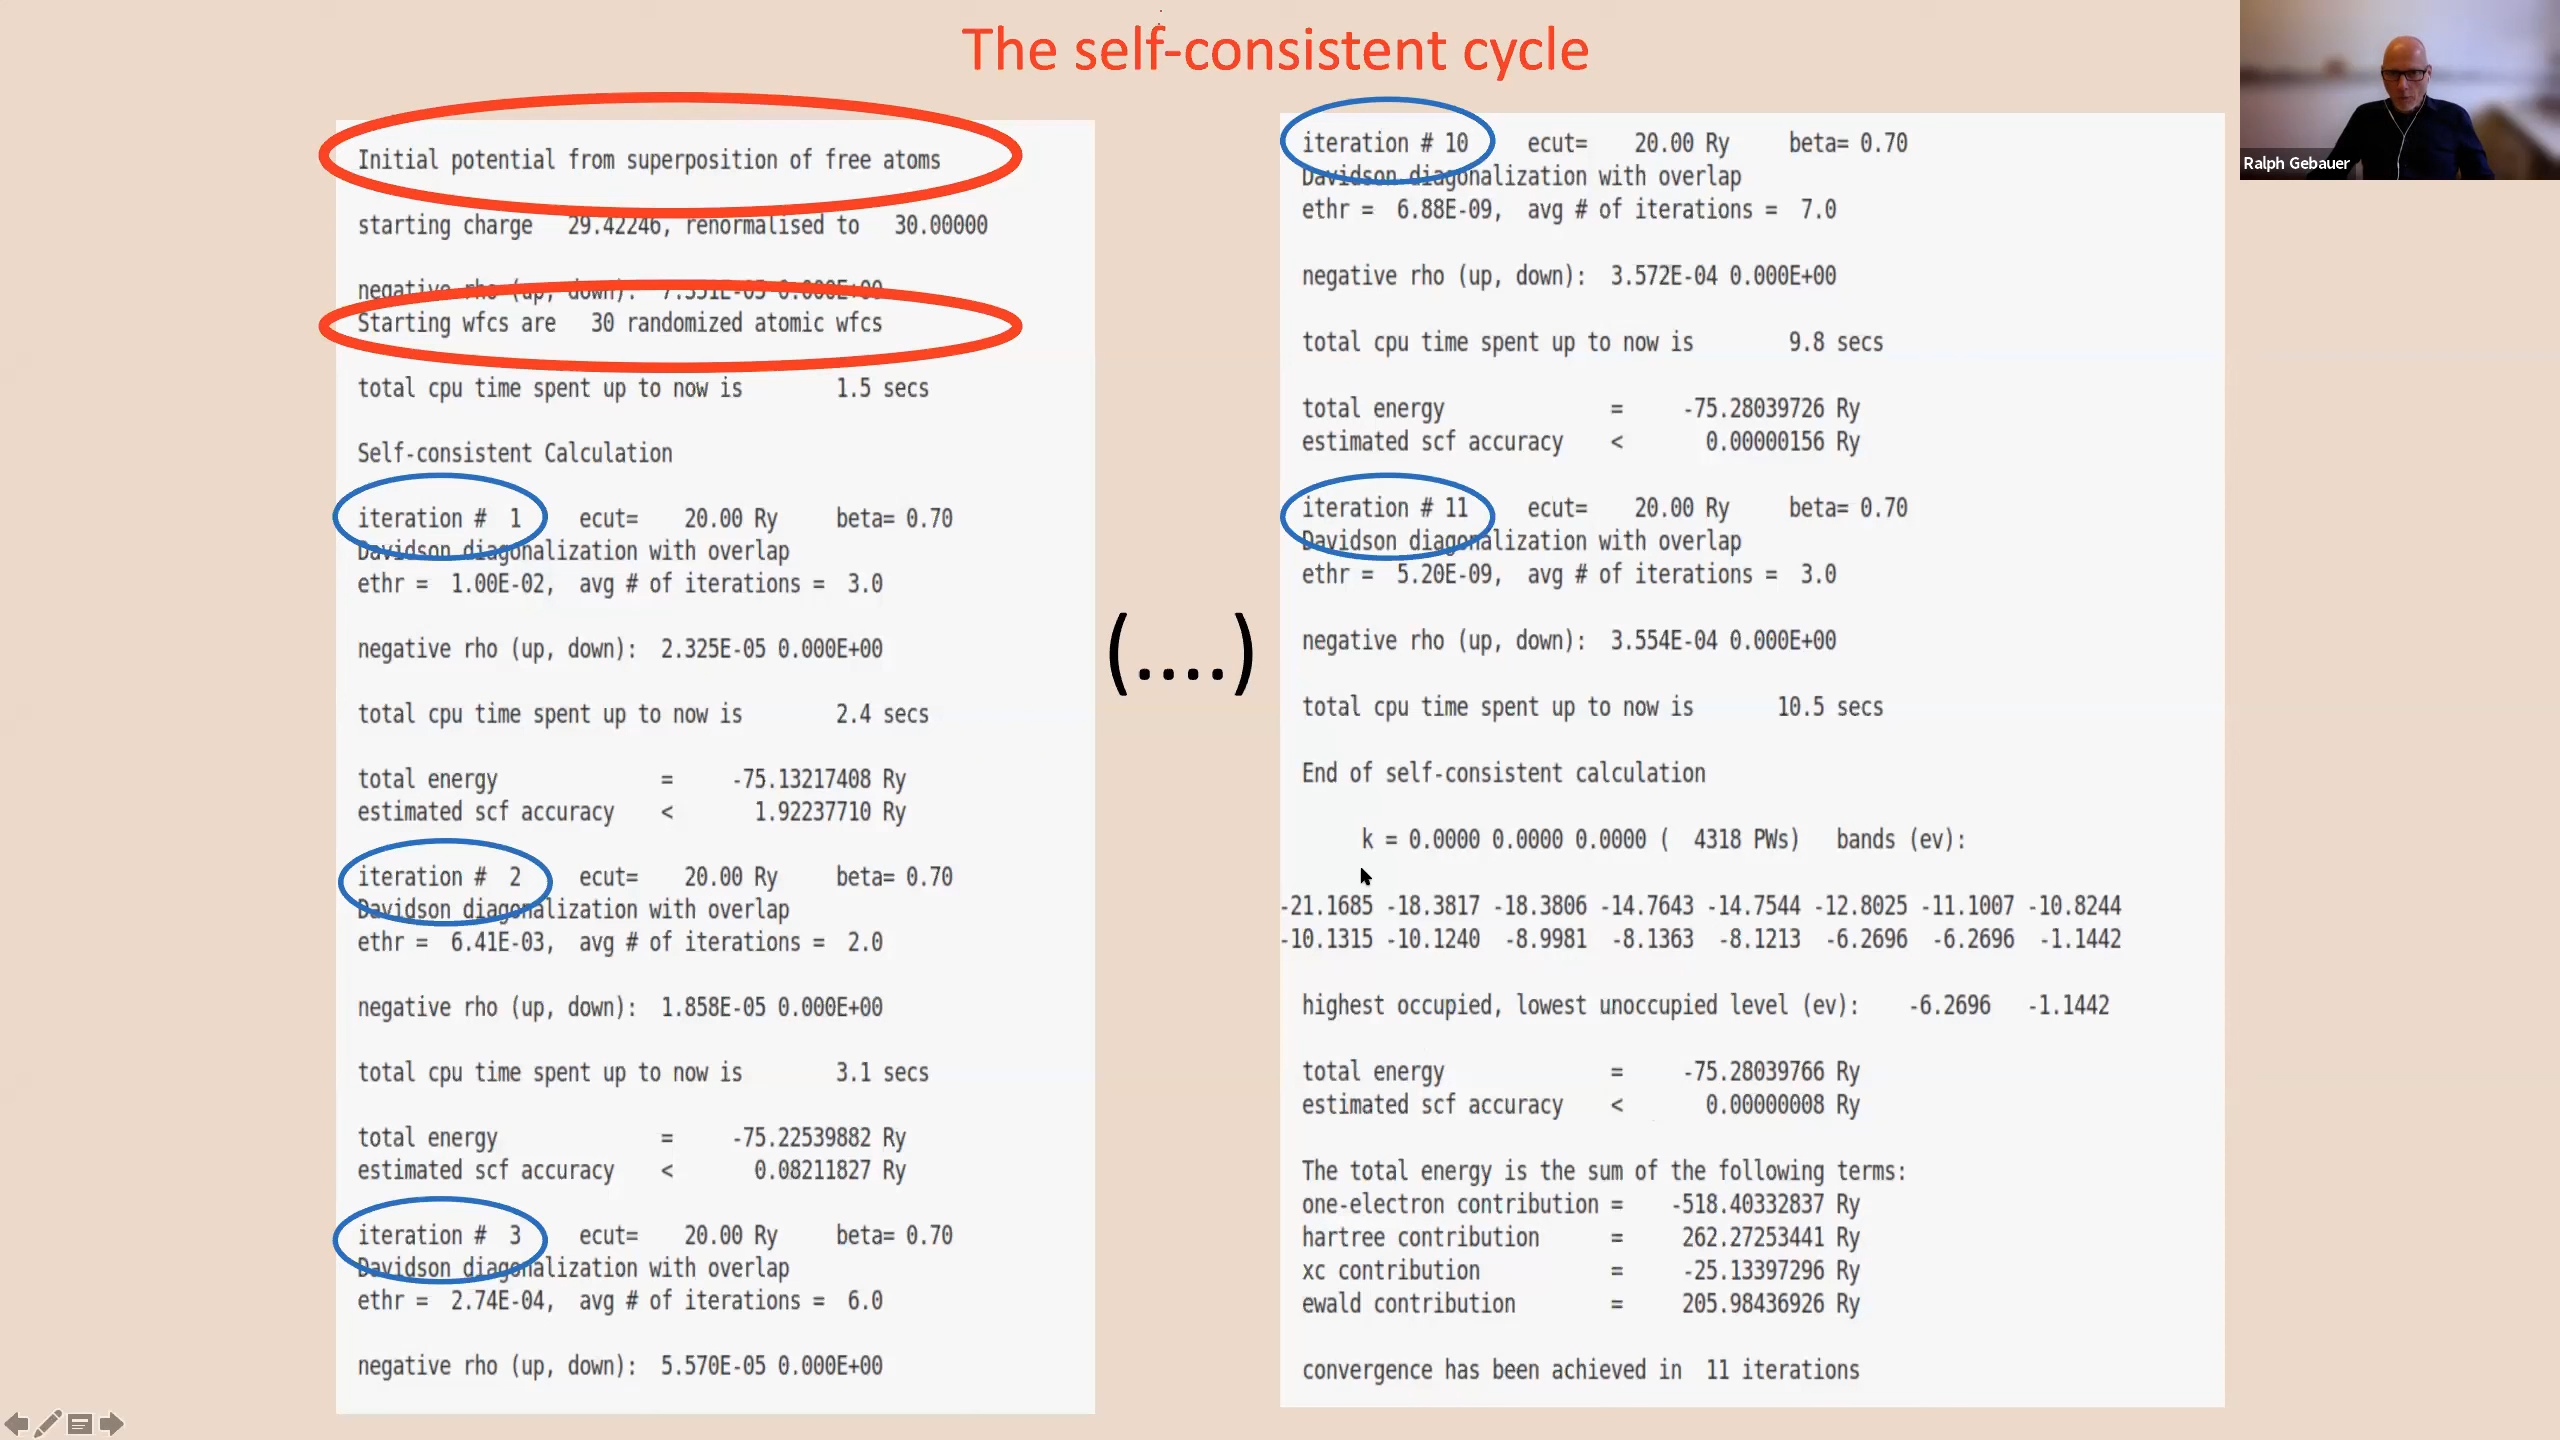 The self-consistent cycle
Ralph Gebauer
Initial potential from superposition of free atoms
starting charge 29.42246, renormalised to 30.00000
negative rho (up, down): 7.351E-05 0.000E+00
Starting wfcs are 30 randomized atomic wfcs
total cpu time spent up to now is 1.5 secs
Self-consistent Calculation
iteration # 1 ecut= 20.00 Ry beta= 0.70
Davidson diagonalization with overlap
ethr = 1.00E-02, avg # of iterations = 3.0
negative rho (up, down): 2.325E-05 0.000E+00
total cpu time spent up to now is 2.4 secs
total energy = -75.13217408 Ry
estimated scf accuracy < 1.92237710 Ry
iteration # 2 ecut= 20.00 Ry beta= 0.70
Davidson diagonalization with overlap
ethr = 6.41E-03, avg # of iterations = 2.0
negative rho (up, down): 1.858E-05 0.000E+00
total cpu time spent up to now is 3.1 secs
total energy = -75.22539882 Ry
estimated scf accuracy < 0.08211827 Ry
iteration # 3 ecut= 20.00 Ry beta= 0.70
Davidson diagonalization with overlap
ethr = 2.74E-04, avg # of iterations = 6.0
negative rho (up, down): 5.570E-05 0.000E+00
(....)
iteration # 10 ecut= 20.00 Ry beta= 0.70
Davidson diagonalization with overlap
ethr = 6.88E-09, avg # of iterations = 7.0
negative rho (up, down): 3.572E-04 0.000E+00
total cpu time spent up to now is 9.8 secs
total energy = -75.28039726 Ry
estimated scf accuracy < 0.00000156 Ry
iteration # 11 ecut= 20.00 Ry beta= 0.70
Davidson diagonalization with overlap
ethr = 5.20E-09, avg # of iterations = 3.0
negative rho (up, down): 3.554E-04 0.000E+00
total cpu time spent up to now is 10.5 secs
End of self-consistent calculation
k = 0.0000 0.0000 0.0000 ( 4318 PWs) bands (ev):
-21.1685 -18.3817 -18.3806 -14.7643 -14.7544 -12.8025 -11.1007 -10.8244
-10.1315 -10.1240 -8.9981 -8.1363 -8.1213 -6.2696 -6.2696 -1.1442
highest occupied, lowest unoccupied level (ev): -6.2696 -1.1442
total energy = -75.28039766 Ry
estimated scf accuracy < 0.00000008 Ry
The total energy is the sum of the following terms:
one-electron contribution = -518.40332837 Ry
hartree contribution = 262.27253441 Ry
xc contribution = -25.13397296 Ry
ewald contribution = 205.98436926 Ry
convergence has been achieved in 11 iterations